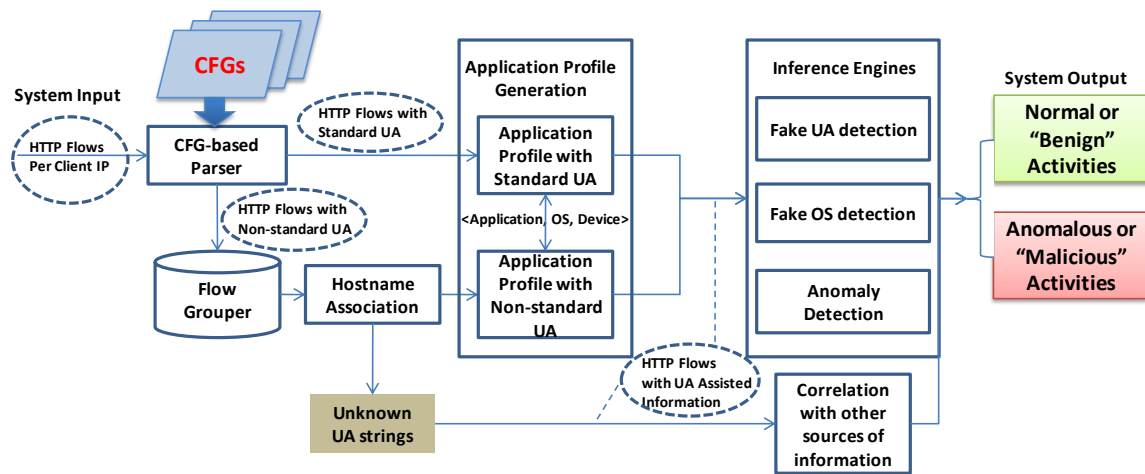 CFGs
System Input
HTTP Flows
Per Client IP
CFG-based
Parser
HTTP Flows with
Standard UA
HTTP Flows with
Non-standard UA
Flow
Grouper
Hostname
Association
Unknown
UA strings
Application Profile
Generation
Application
Profile with
Standard UA
<Application, OS, Device>
Application
Profile with
Non-standard
UA
HTTP Flows
with UA Assisted
Information
Inference Engines
Fake UA detection
Fake OS detection
Anomaly
Detection
Correlation
with other
sources of
information
System Output
Normal or
“Benign”
Activities
Anomalous or
“Malicious”
Activities